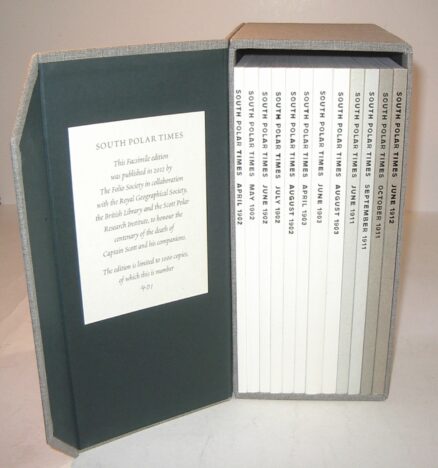 SOUTH POLAR TIMES
This Facsimile edition
was published in 2012 by
The Folio Society in collaboration
with the Royal Geographical Society,
the British Library and the Scott Polar
Research Institute, to honour the
centenary of the death of
Captain Scott and his companions.
The edition is limited to 1000 copies,
of which this is number
SOUTH POLAR TIMES APRIL 1902
SOUTH POLAR TIMES MAY 1902
SOUTH POLAR TIMES JUNE 1902
SOUTH POLAR TIMES JULY 1902
SOUTH POLAR TIMES AUGUST 1902
SOUTH POLAR TIMES APRIL 1903
SOUTH POLAR TIMES JUNE 1903
SOUTH POLAR TIMES AUGUST 1903
SOUTH POLAR TIMES JUNE 1911
SOUTH POLAR TIMES SEPTEMBER 1911
SOUTH POLAR TIMES OCTOBER 1911
SOUTH POLAR TIMES JUNE 1912